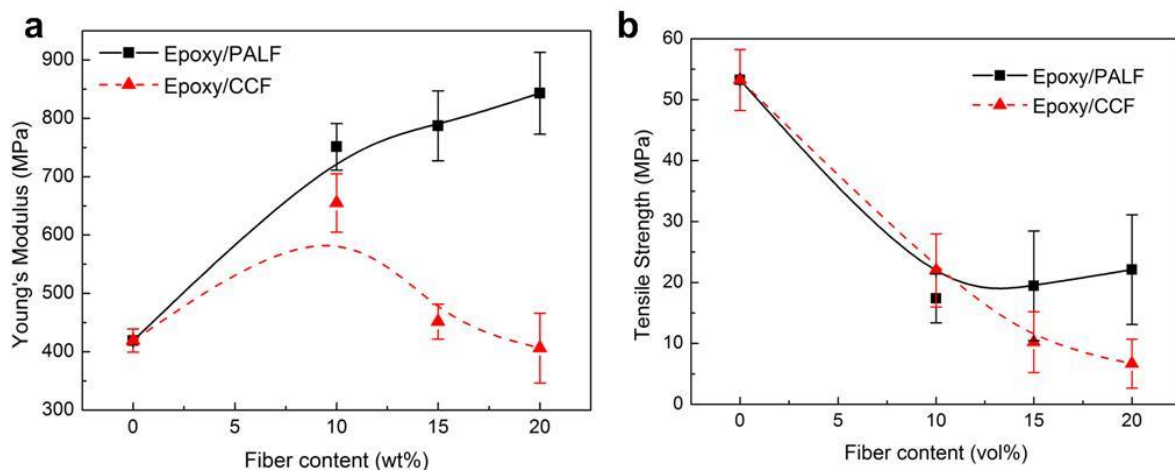 a
Epoxy/PALF
Epoxy/CCF
900
800
700
600
500
400
300
0
5
10
15
20
Young's Modulus (MPa)
Fiber content (wt%)
b
Epoxy/PALF
Epoxy/CCF
60
50
40
30
20
10
0
0
5
10
15
20
Tensile Strength (MPa)
Fiber content (vol%)